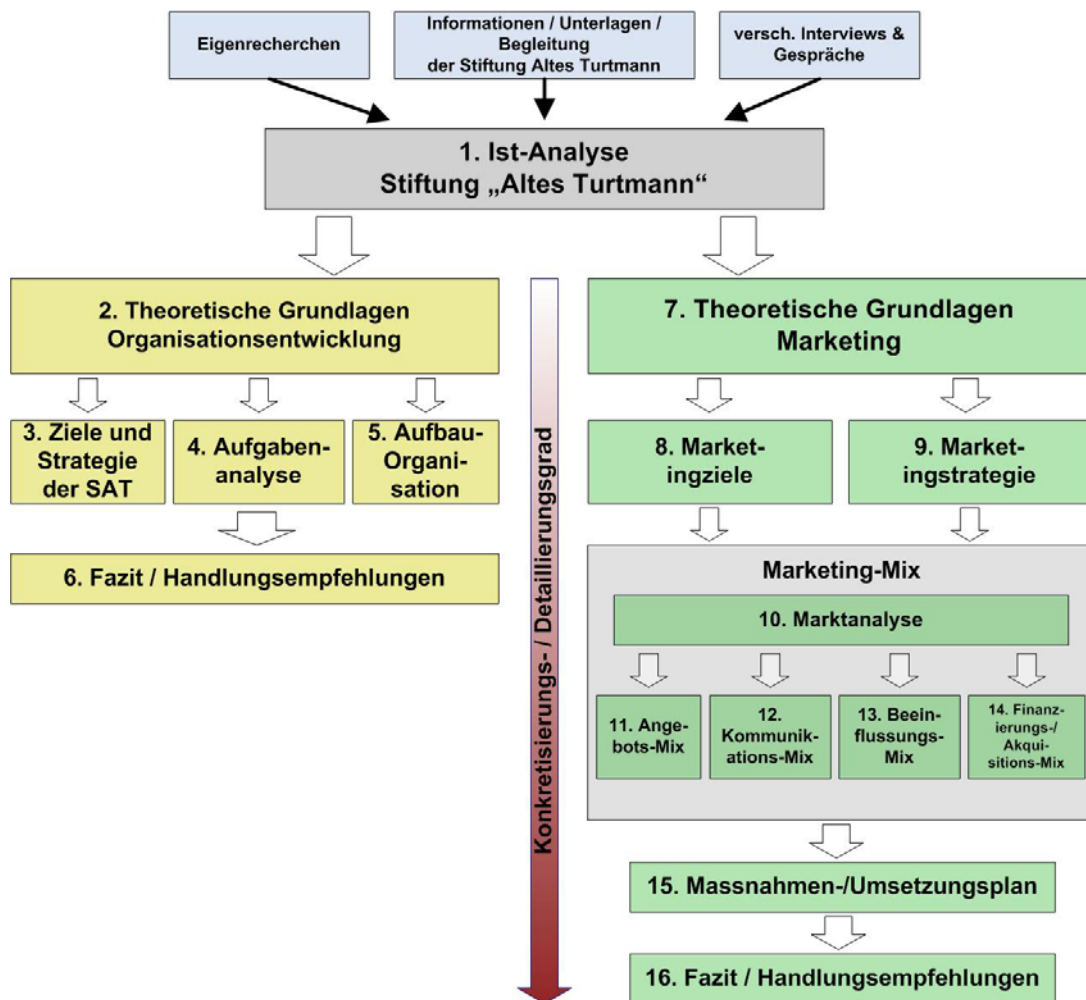 Eigenrecherchen
Informationen / Unterlagen /
Begleitung
der Stiftung Altes Turtmann
versch. Interviews &
Gespräche
1. Ist-Analyse
Stiftung „Altes Turtmann“
2. Theoretische Grundlagen
Organisationsentwicklung
3. Ziele und
Strategie
der SAT
4. Aufgaben-
analyse
5. Aufbau-
Organi-
sation
6. Fazit / Handlungsempfehlungen
Konkretisierungs- / Detaillierungsgrad
7. Theoretische Grundlagen
Marketing
8. Market-
ingziele
9. Market-
ingstrategie
Marketing-Mix
10. Marktanalyse
11. Ange-
bots-Mix
12.
Kommunik-
ations-Mix
13. Beein-
flussungs-
Mix
14. Finanz-
ierungs-/
Akqui-
sitions-Mix
15. Massnahmen-/Umsetzungsplan
16. Fazit / Handlungsempfehlungen